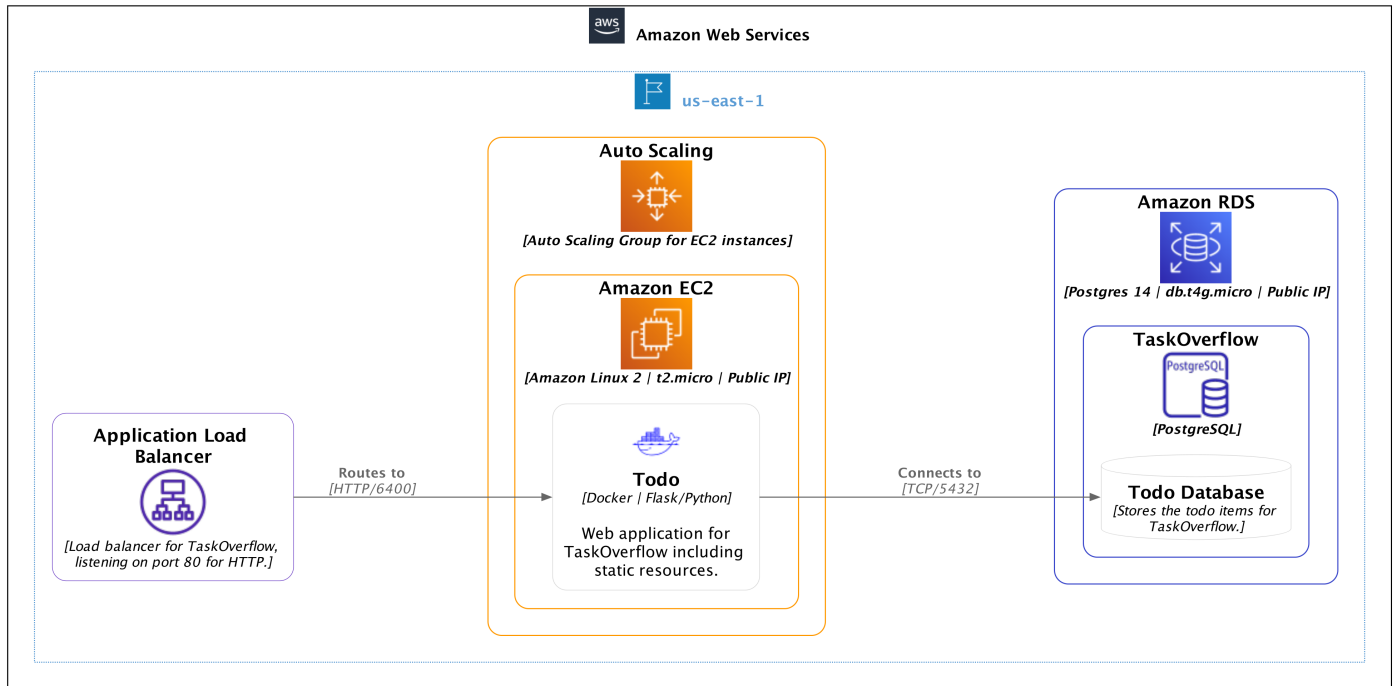 aws
Amazon Web Services
us-east-1
Auto Scaling
[Auto Scaling Group for EC2 instances]
Amazon EC2
[Amazon Linux 2 | t2.micro | Public IP]
Todo
[Docker | Flask/Python]
Web application for
TaskOverflow including
static resources.
Application Load
Balancer
[Load balancer for TaskOverflow,
listening on port 80 for HTTP.]
Routes to
[HTTP/6400]
Connects to
[TCP/5432]
Amazon RDS
[Postgres 14 | db.t4g.micro | Public IP]
TaskOverflow
PostgreSQL
[PostgreSQL]
Todo Database
[Stores the todo items for
TaskOverflow.]